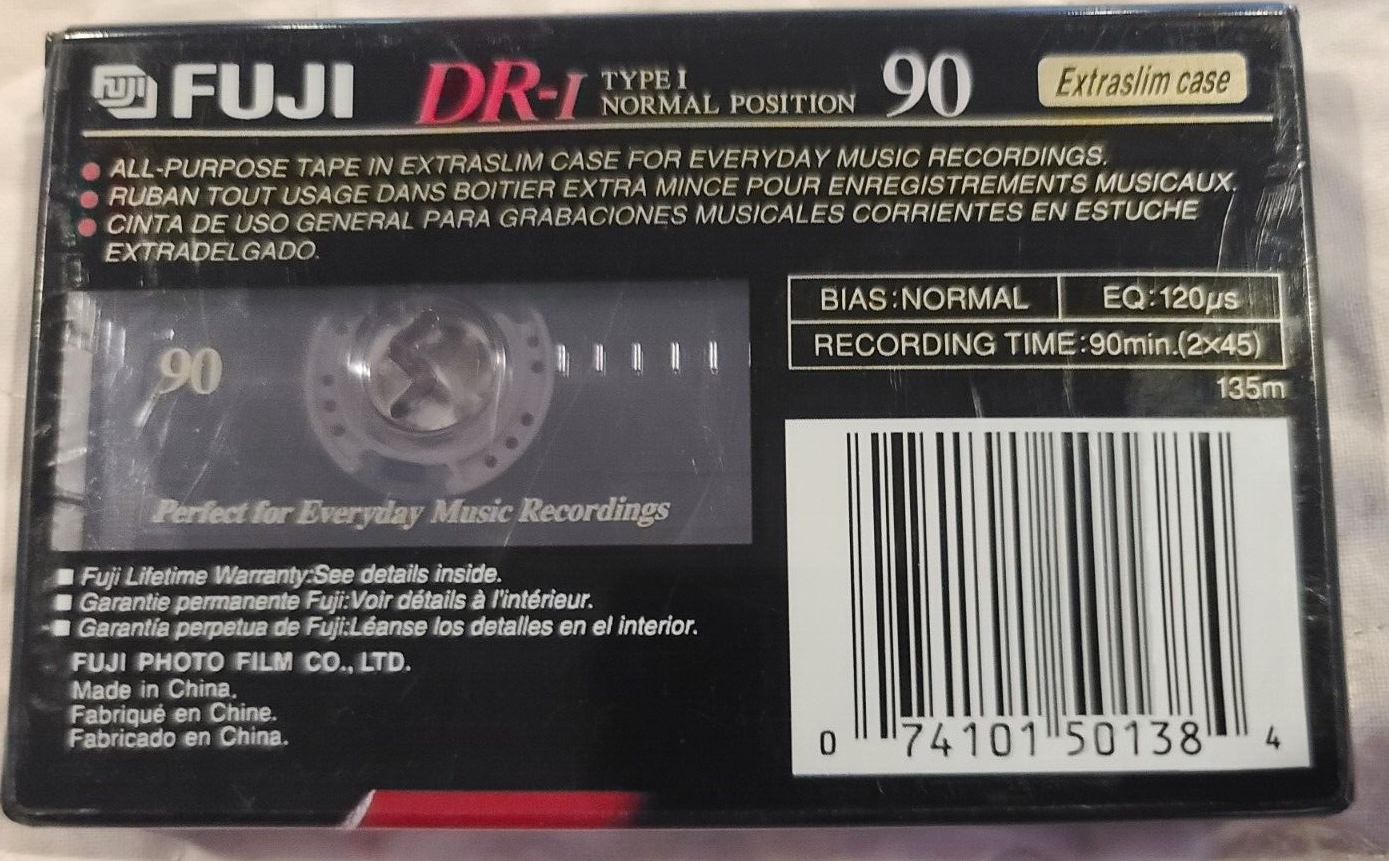 FUJI FUJI DR-I TYPE I NORMAL POSITION 90 Extraslim case
ALL-PURPOSE TAPE IN EXTRASLIM CASE FOR EVERYDAY MUSIC RECORDINGS.
RUBAN TOUT USAGE DANS BOITIER EXTRA MINCE POUR ENREGISTREMENTS MUSICAUX.
CINTA DE USO GENERAL PARA GRABACIONES MUSICALES CORRIENTES EN ESTUCHE
EXTRADELGADO.
90
Perfect for Everyday Music Recordings
BIAS:NORMAL EQ:120µs
RECORDING TIME:90min.(2×45)
135m
■ Fuji Lifetime Warranty:See details inside.
■ Garantie permanente Fuji:Voir détails à l'intérieur.
■ Garantía perpetua de Fuji:Léanse los detalles en el interior.
FUJI PHOTO FILM CO., LTD.
Made in China.
Fabriqué en Chine.
Fabricado en China.
0 74101 50138 4